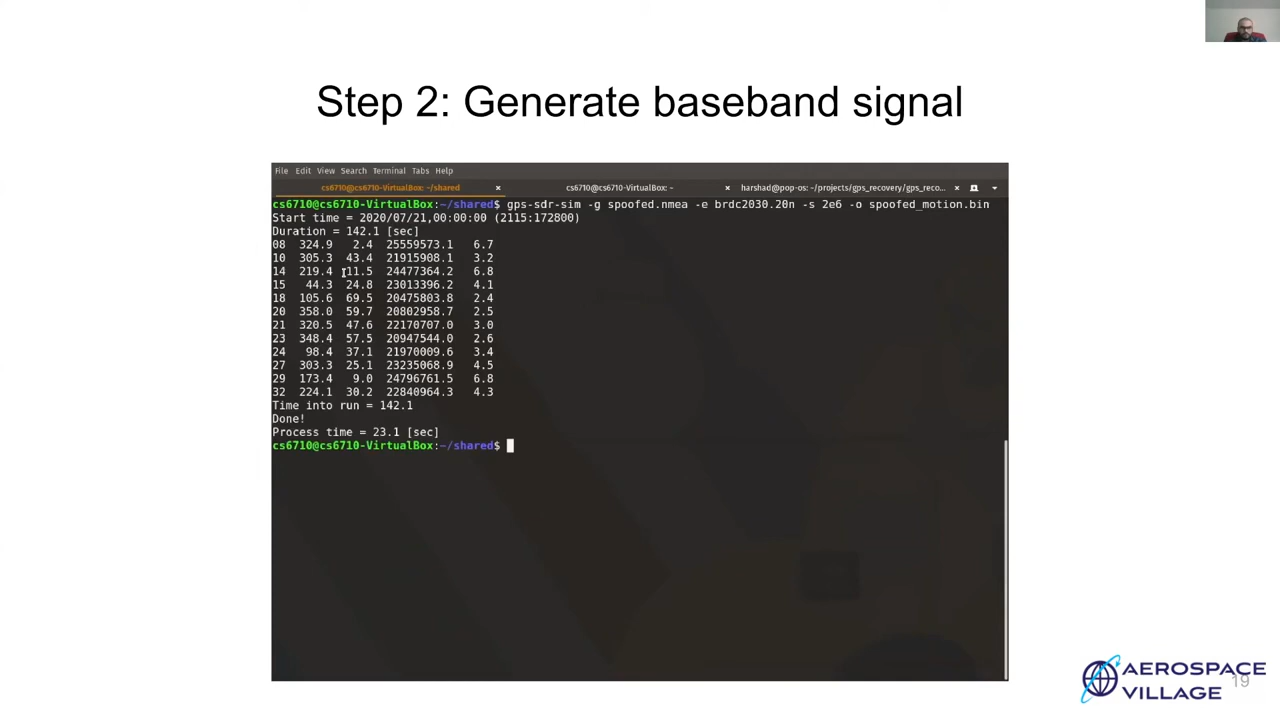 Step 2: Generate baseband signal
File Edit View Search Terminal Tabs Help
cs6710@cs6710-VirtualBox: ~/shared × cs6710@cs6710-VirtualBox: ~ × harshad@pop-os: ~/projects/gps_recovery/gps_reco... ×
cs6710@cs6710-VirtualBox:~/shared$ gps-sdr-sim -g spoofed.nmea -e brdc2030.20n -s 2e6 -o spoofed_motion.bin
Start time = 2020/07/21,00:00:00 (2115:172800)
Duration = 142.1 [sec]
08 324.9 2.4 25559573.1 6.7
10 305.3 43.4 21915908.1 3.2
14 219.4 11.5 24477364.2 6.8
15 44.3 24.8 23013396.2 4.1
18 105.6 69.5 20475803.8 2.4
20 358.0 59.7 20802958.7 2.5
21 320.5 47.6 22170707.0 3.0
23 348.4 57.5 20947544.0 2.6
24 98.4 37.1 21970009.6 3.4
27 303.3 25.1 23235068.9 4.5
29 173.4 9.0 24796761.5 6.8
32 224.1 30.2 22840964.3 4.3
Time into run = 142.1
Done!
Process time = 23.1 [sec]
cs6710@cs6710-VirtualBox:~/shared$
AEROSPACE
VILLAGE
19